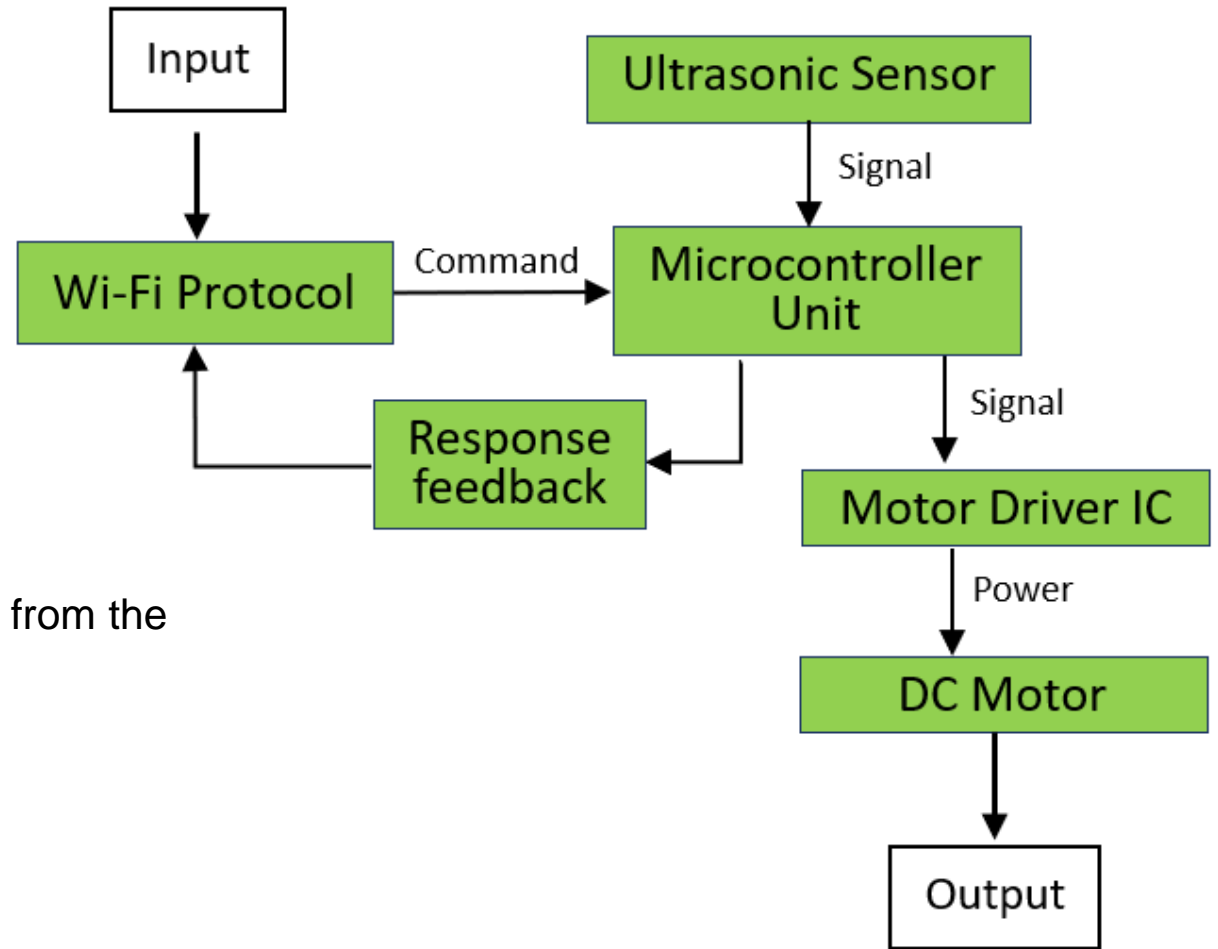 Input
Ultrasonic Sensor
Signal
Wi-Fi Protocol
Command
Microcontroller
Unit
Response
feedback
Signal
Motor Driver IC
from the
Power
DC Motor
Output